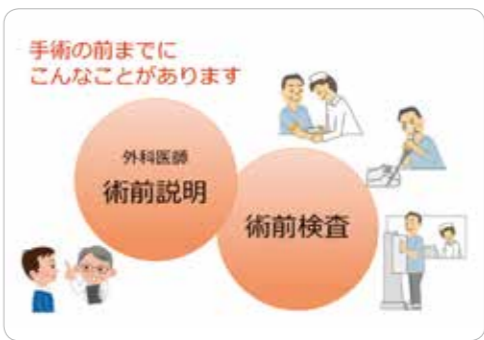 手術の前までに
こんなことがあります
外科医師
術前説明
術前検査